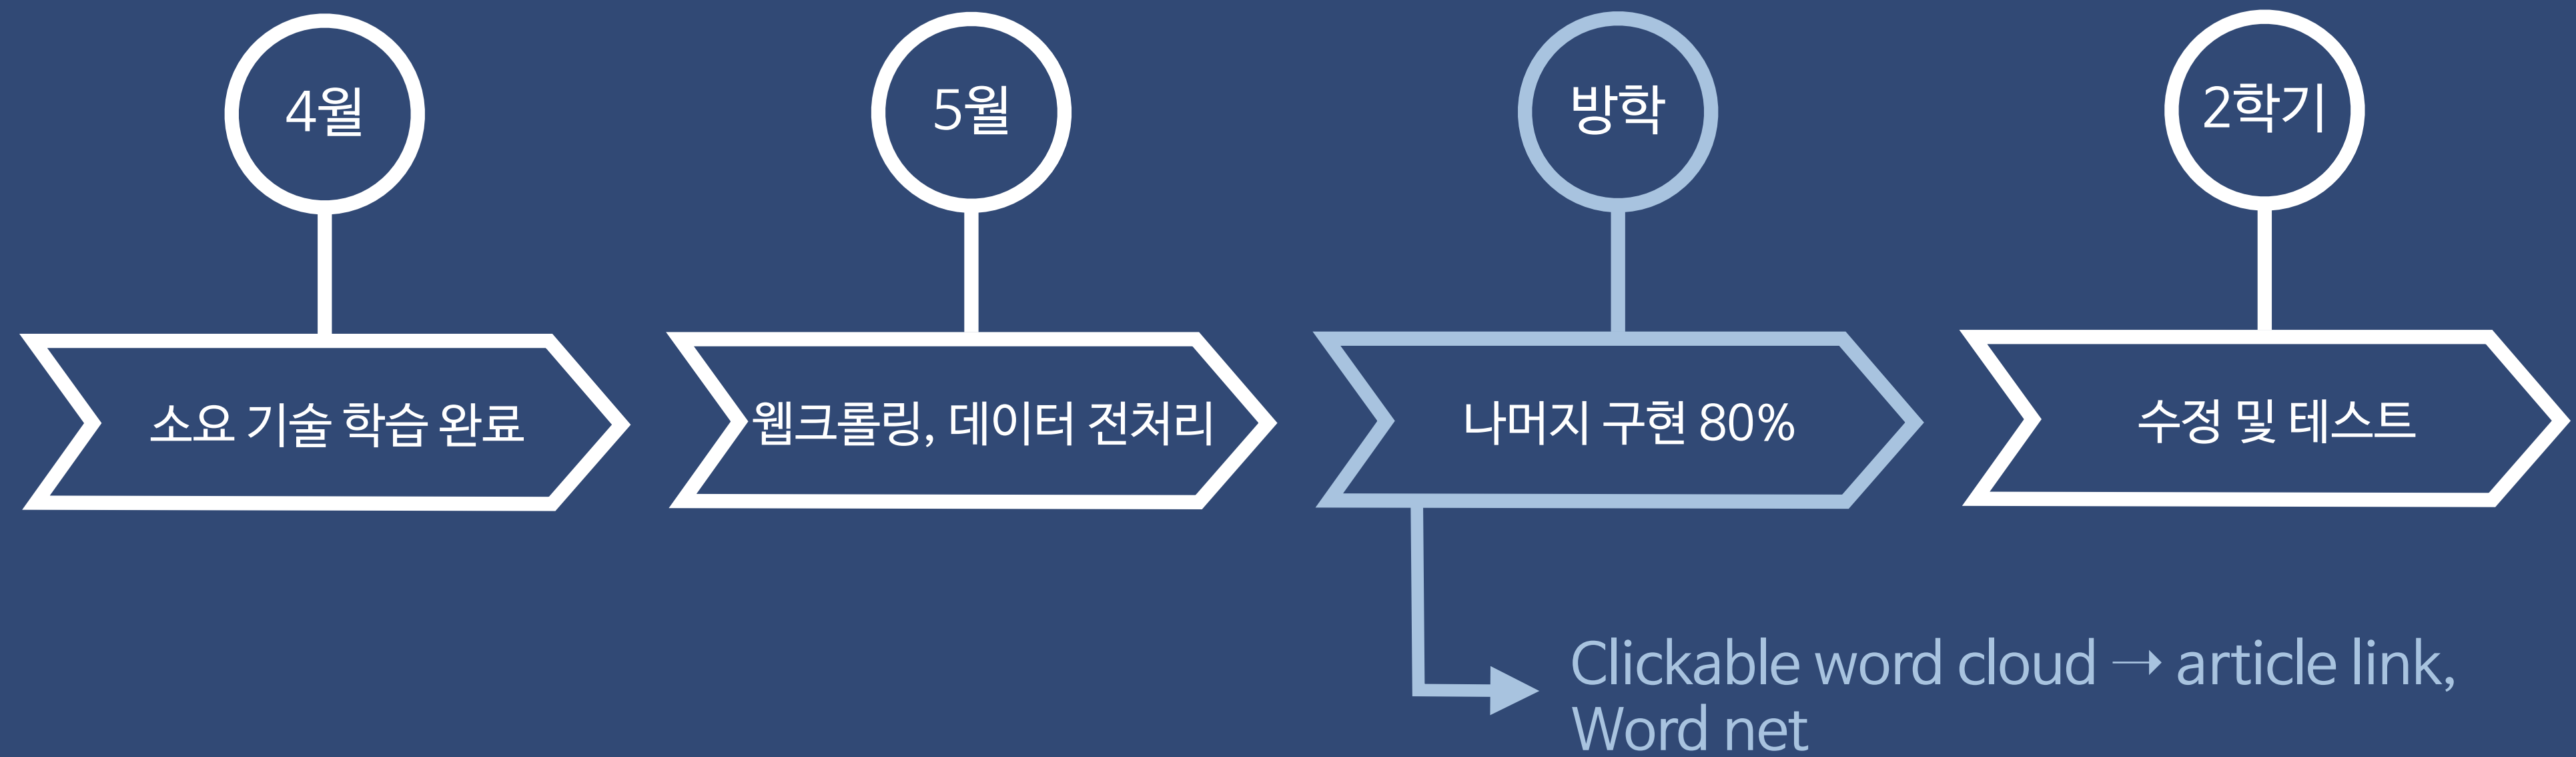 4월
5월
방학
2학기
소요 기술 학습 완료
웹크롤링, 데이터 전처리
나머지 구현 80%
수정 및 테스트
Clickable word cloud → article link,
Word net